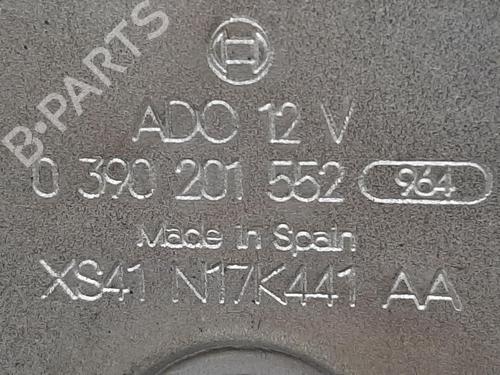 B-PARTS
ADO 12 V
0 390 201 552 964
Made in Spain
XS41 N17K441 AA